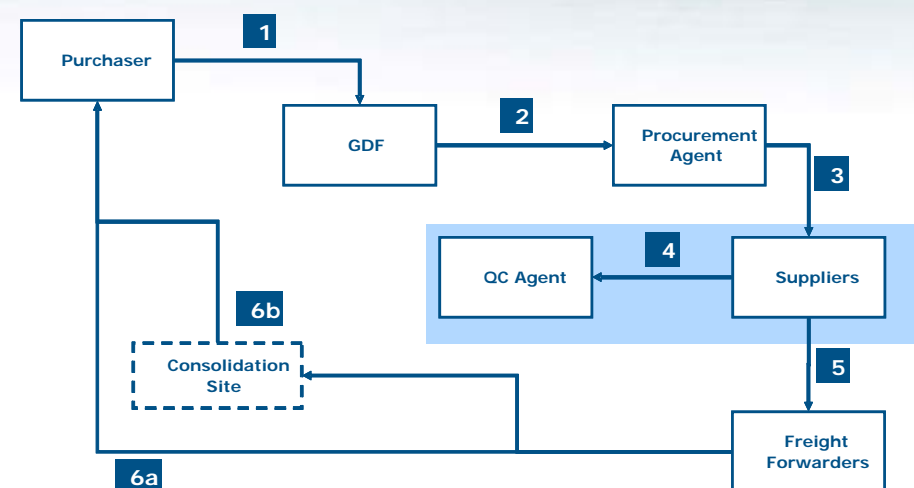 1
Purchaser
2
GDF
Procurement
Agent
3
4
QC Agent
Suppliers
6b
Consolidation
Site
5
Freight
Forwarders
6a